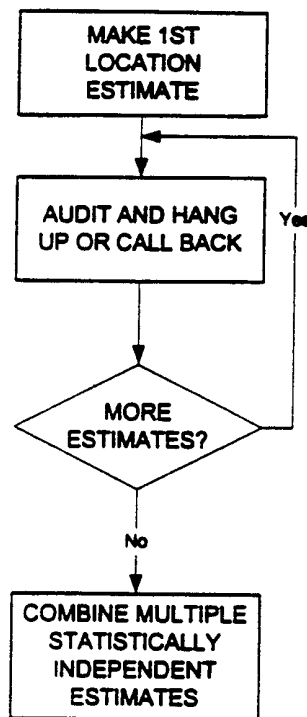 MAKE 1ST
LOCATION
ESTIMATE
AUDIT AND HANG
UP OR CALL BACK
Yes
MORE
ESTIMATES?
No
COMBINE MULTIPLE
STATISTICALLY
INDEPENDENT
ESTIMATES